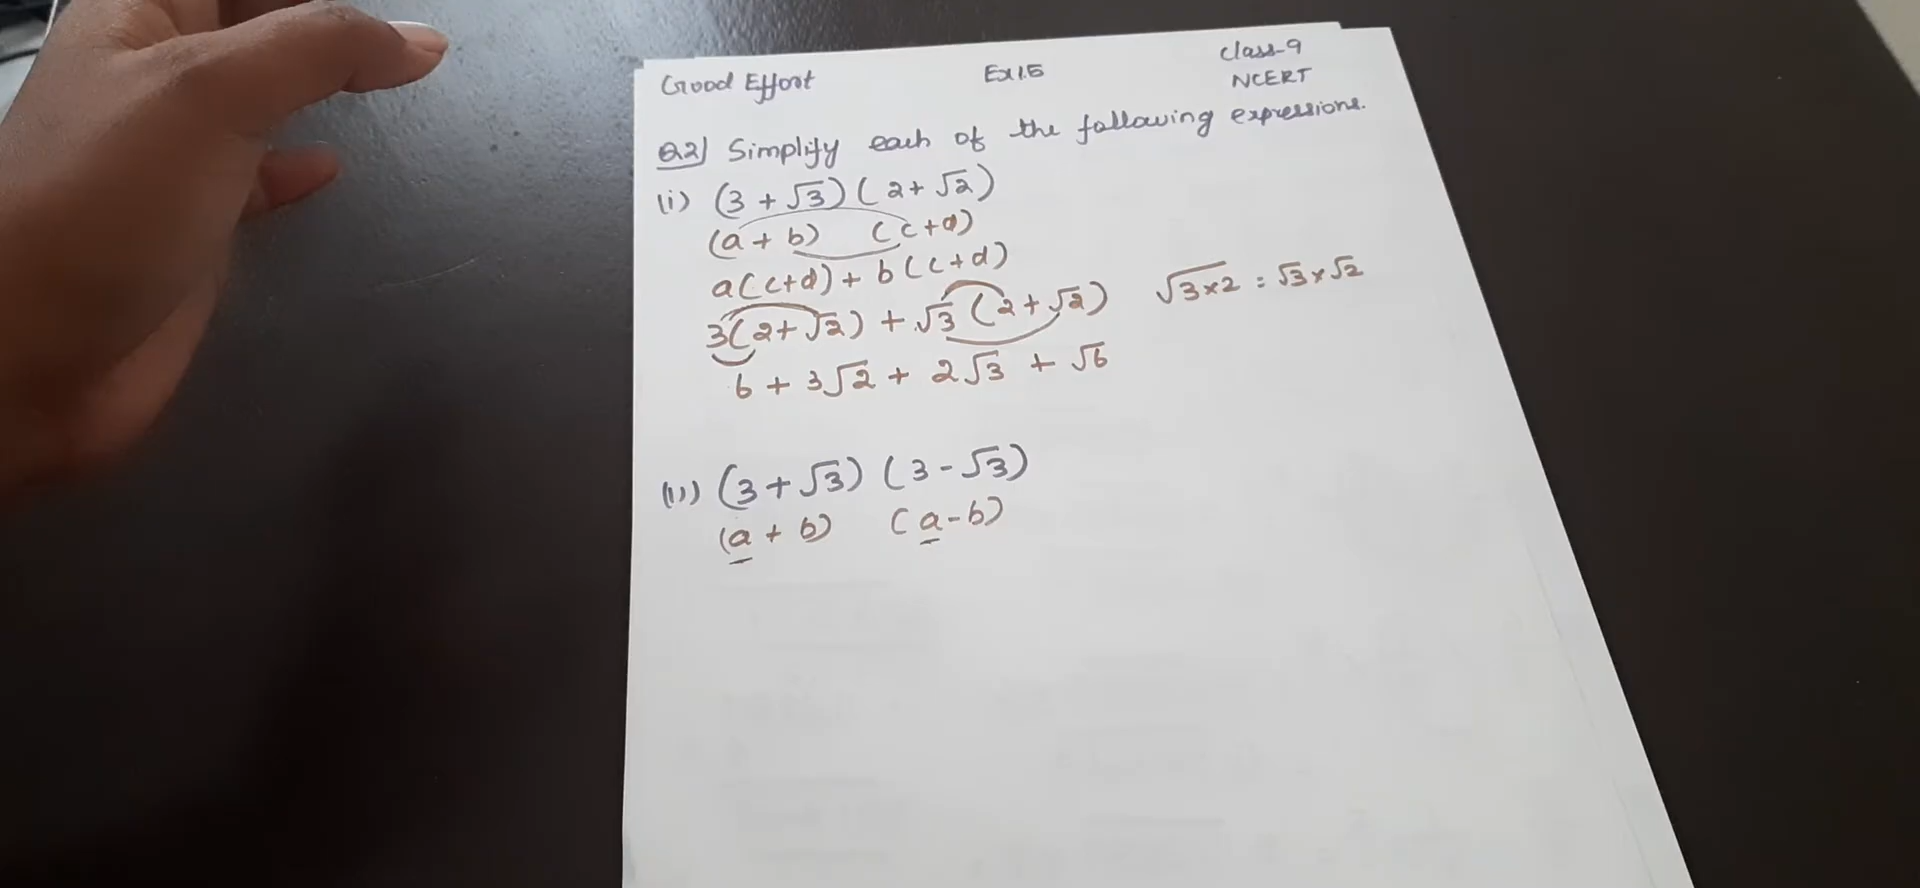 Good Effort Ex 1.5 Class-9
NCERT
Q2) Simplify each of the following expressions.
(i) (3 + √3) (2 + √2)
(a + b) (c + d)
a(c+d) + b(c+d)
3(2+√2) + √3 (2+√2) √3×2 = √3×√2
6 + 3√2 + 2√3 + √6
(ii) (3+√3) (3-√3)
(a + b) (a-b)